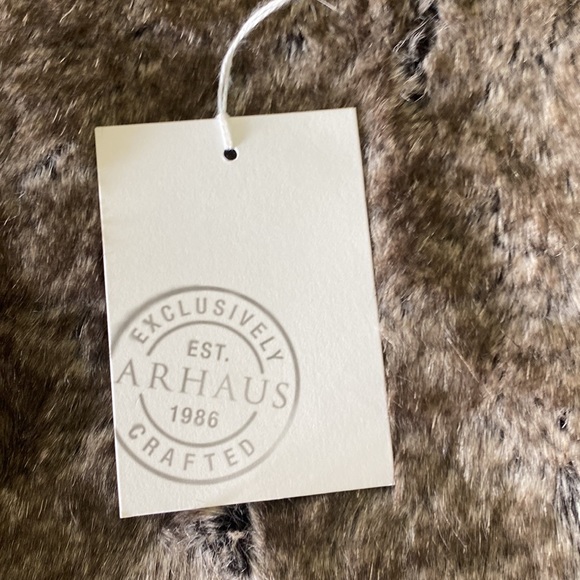 EXCLUSIVELY
EST.
ARHAUS
1986
CRAFTED